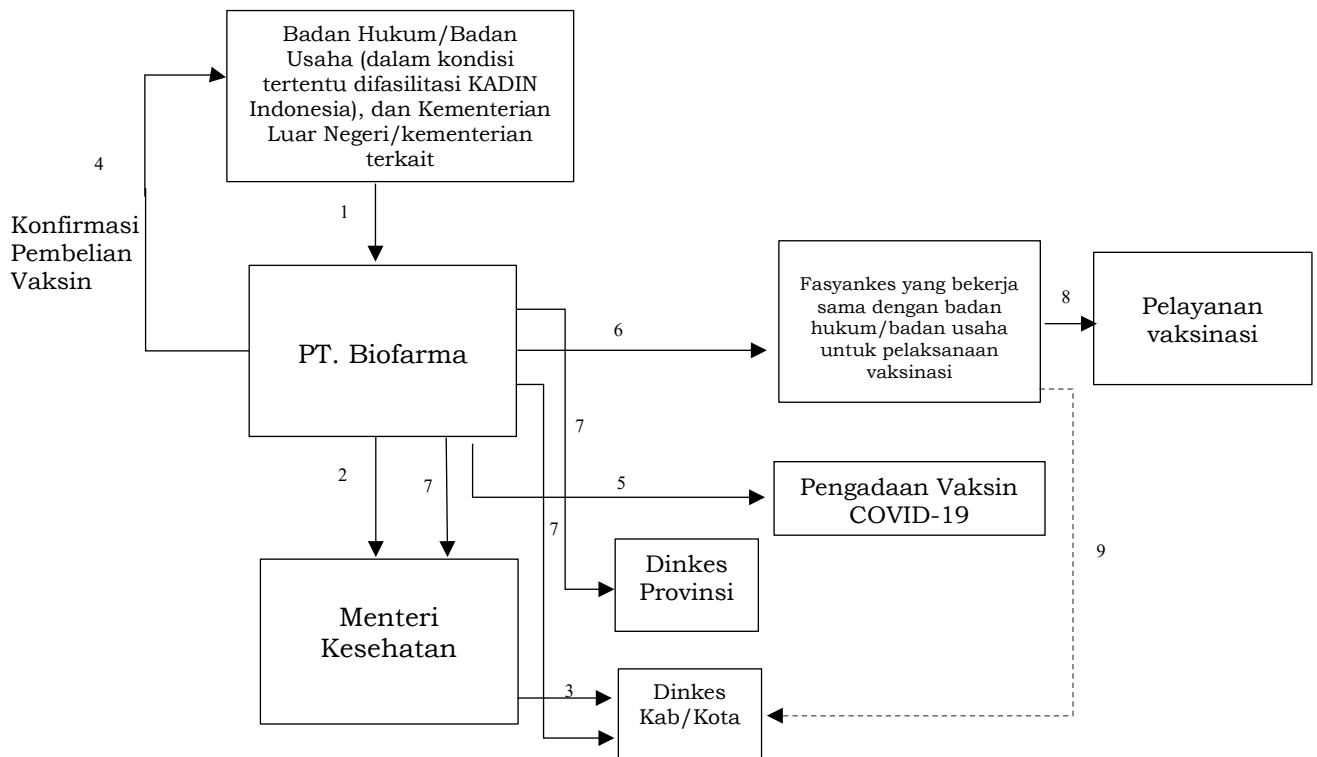 Badan Hukum/Badan
Usaha (dalam kondisi
tertentu difasilitasi KADIN
Indonesia), dan Kementerian
Luar Negeri/kementerian
terkait
4
Konfirmasi
Pembelian
Vaksin
1
PT. Biofarma
6
Fasyankes yang bekerja
sama dengan badan
hukum/badan usaha
untuk pelaksanaan
vaksinasi
8
Pelayanan
vaksinasi
2
7
7
5
7
Pengadaan Vaksin
COVID-19
9
Menteri
Kesehatan
Dinkes
Provinsi
3
Dinkes
Kab/Kota